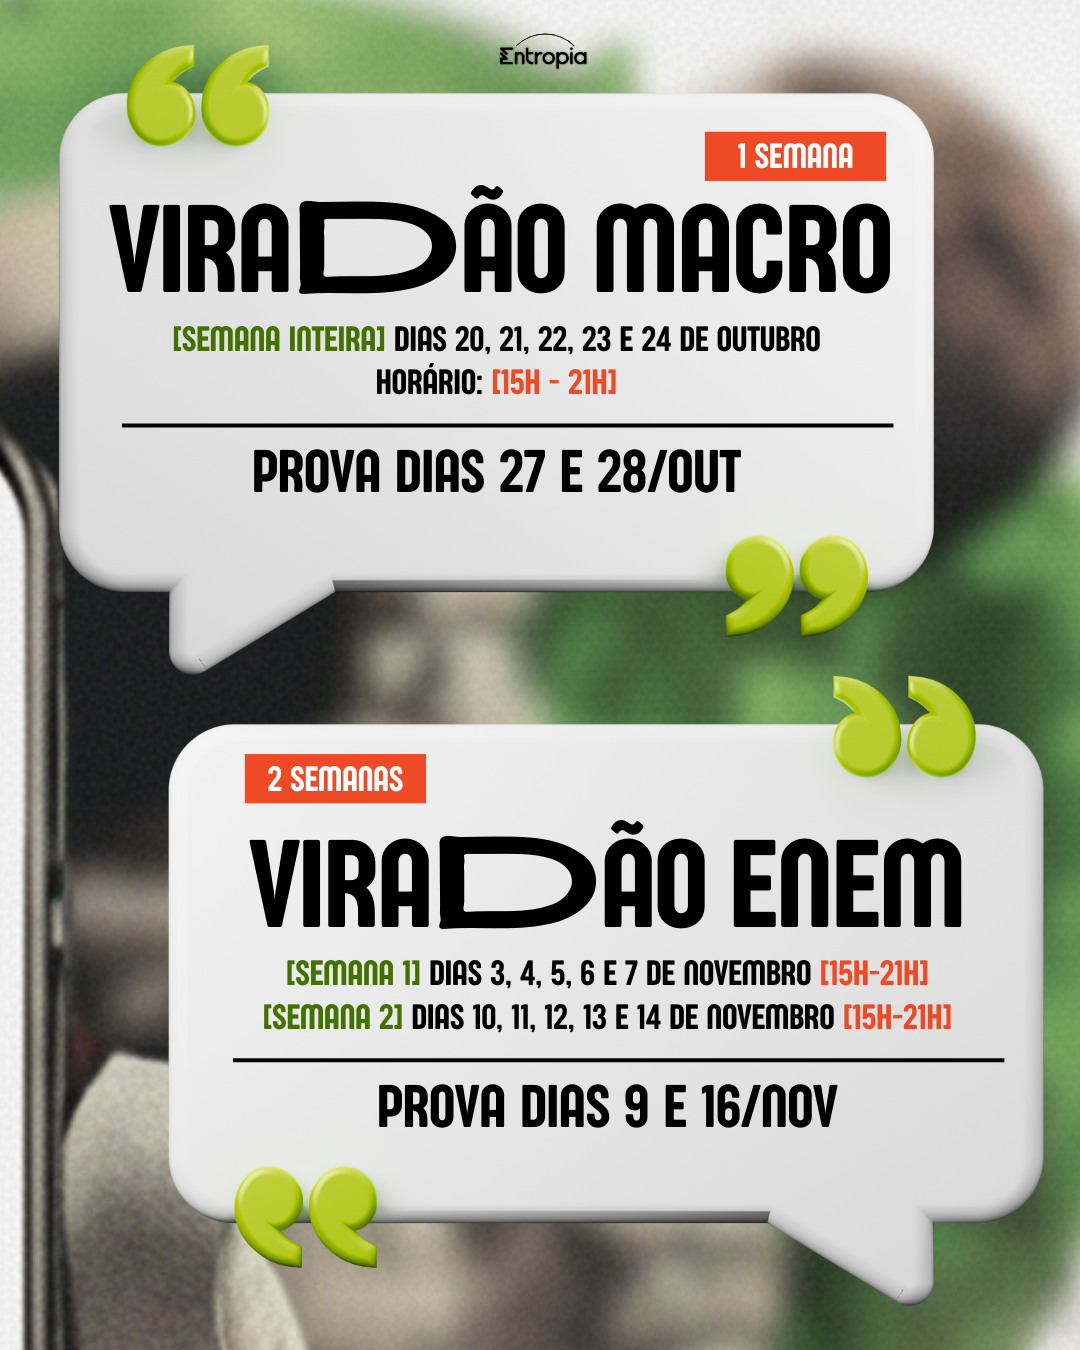 Entropia
1 SEMANA
VIRADÃO MACRO
[SEMANA INTEIRA] DIAS 20, 21, 22, 23 E 24 DE OUTUBRO
HORÁRIO: [15H - 21H]
PROVA DIAS 27 E 28/OUT
2 SEMANAS
VIRADÃO ENEM
[SEMANA 1] DIAS 3, 4, 5, 6 E 7 DE NOVEMBRO [15H-21H]
[SEMANA 2] DIAS 10, 11, 12, 13 E 14 DE NOVEMBRO [15H-21H]
PROVA DIAS 9 E 16/NOV